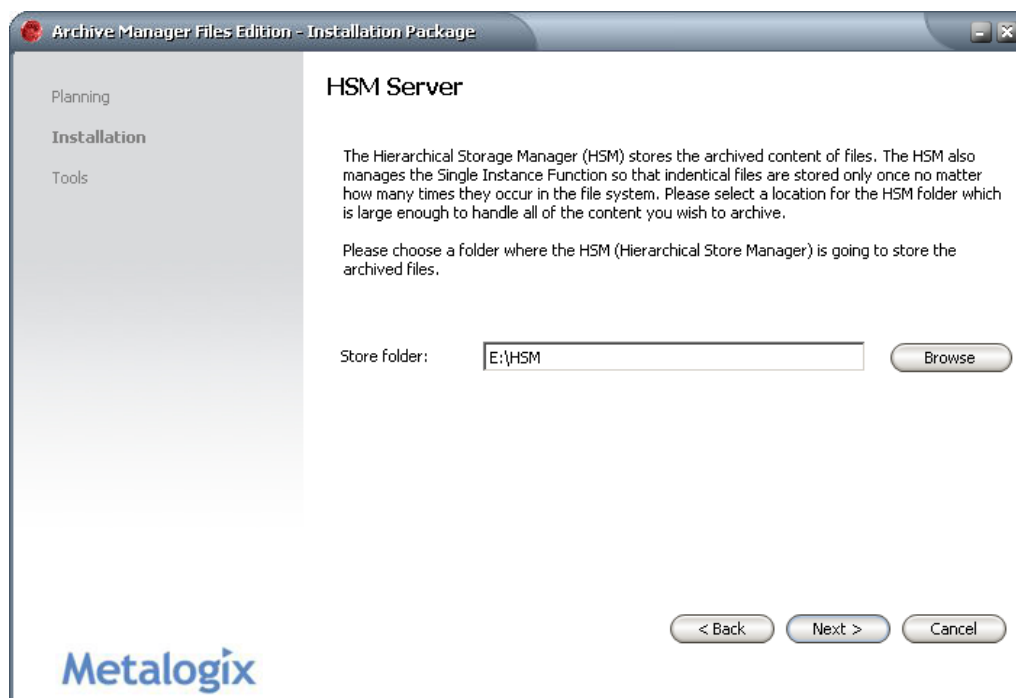 Archive Manager Files Edition - Installation Package
Planning
Installation
Tools
HSM Server
The Hierarchical Storage Manager (HSM) stores the archived content of files. The HSM also
manages the Single Instance Function so that indentical files are stored only once no matter
how many times they occur in the file system. Please select a location for the HSM folder which
is large enough to handle all of the content you wish to archive.
Please choose a folder where the HSM (Hierarchical Store Manager) is going to store the
archived files.
Store folder: E:\HSM Browse
< Back Next > Cancel
Metalogix